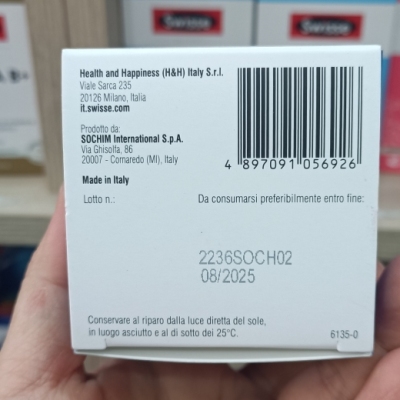 Swisse
Swisse
Health and Happiness (H&H) Italy S.r.l.
Viale Sarca 235
20126 Milano, Italia
it.swisse.com
Prodotto da:
SOCHIM International S.p.A.
Via Ghisolfa, 86
20007 - Cornaredo (MI), Italy
Made in Italy
4 897091 056926
Lotto n.:
Da consumarsi preferibilmente entro fine:
2236SOCH02
08/2025
Conservare al riparo dalla luce diretta del sole,
in luogo asciutto e al di sotto dei 25°C.
6135-0